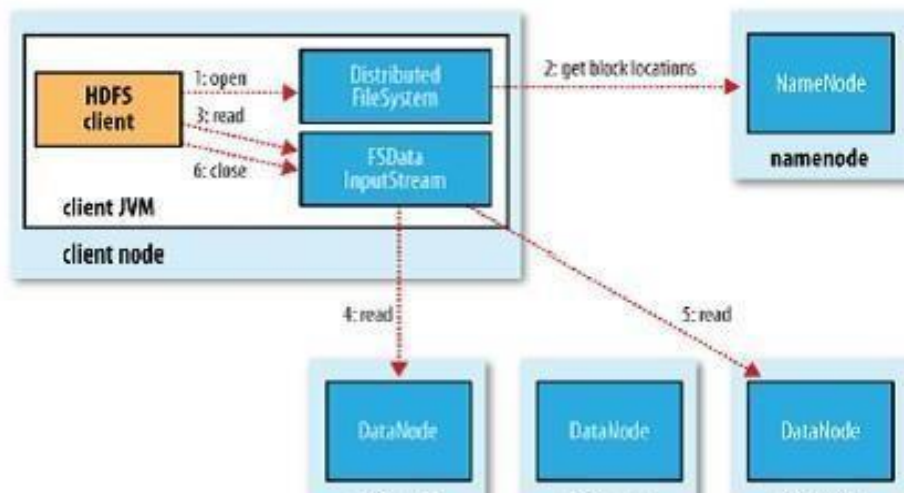 HDFS
client
1: open
3: read
6: close
Distributed
FileSystem
FSData
InputStream
client JVM
client node
2: get block locations
NameNode
namenode
4: read
5: read
DataNode
DataNode
DataNode